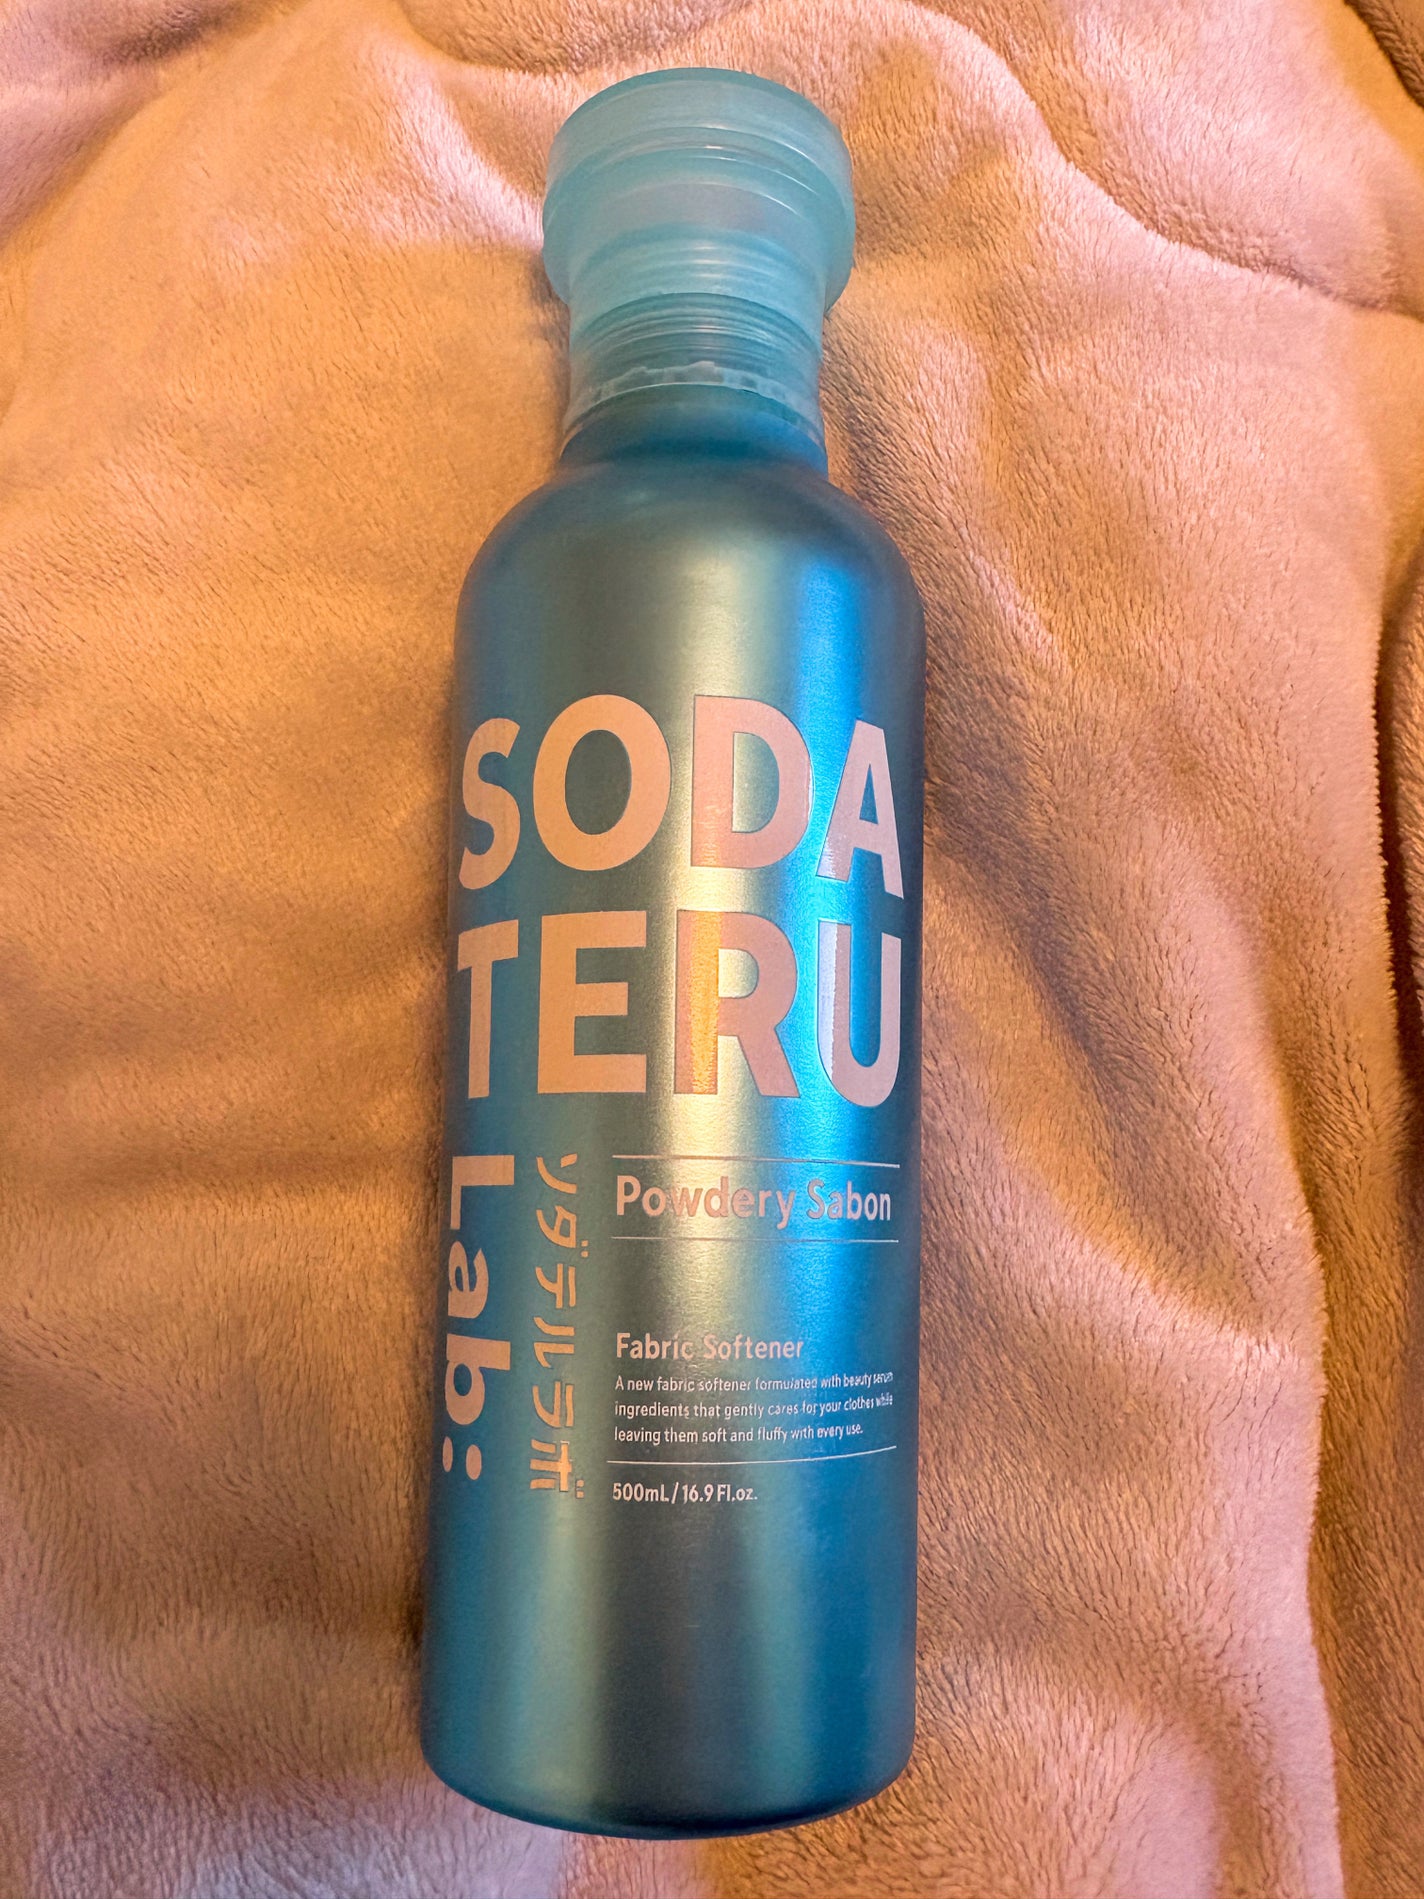 SODA
TERU
Lab:
ソダテルラボ
Powdery Sabon
Fabric Softener
A new fabric softener formulated with beauty serum
ingredients that gently cares for your clothes while
leaving them soft and fluffy with every use.
500mL/16.9 Fl.oz.